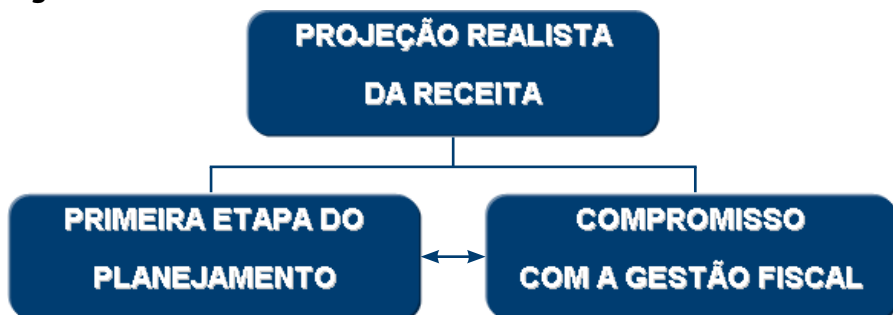 PROJEÇÃO REALISTA
DA RECEITA
PRIMEIRA ETAPA DO
PLANEJAMENTO
COMPROMISSO
COM A GESTÃO FISCAL